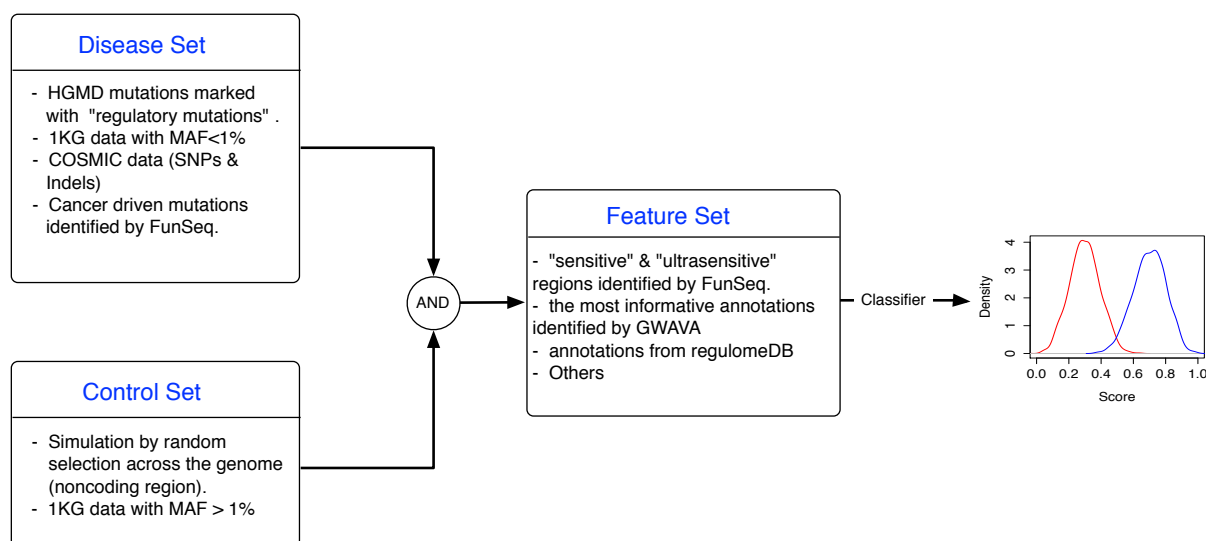 Disease Set
- HGMD mutations marked
with "regulatory mutations" .
- 1KG data with MAF<1%
- COSMIC data (SNPs &
Indels)
- Cancer driven mutations
identified by FunSeq.
Control Set
- Simulation by random
selection across the genome
(noncoding region).
- 1KG data with MAF > 1%
AND
Feature Set
- "sensitive" & "ultrasensitive"
regions identified by FunSeq.
- the most informative annotations
identified by GWAVA
- annotations from regulomeDB
- Others
Classifier
Density
4
3
2
1
0
0.0 0.2 0.4 0.6 0.8 1.0
Score